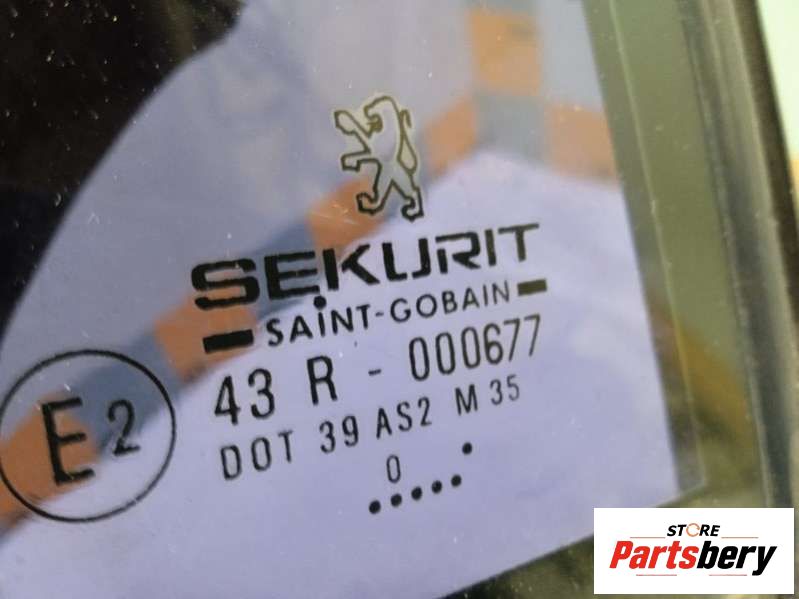 SEKURIT
SAINT-GOBAIN
E2
43 R - 000677
DOT 39 AS2 M 35
0
STORE
Partsbery